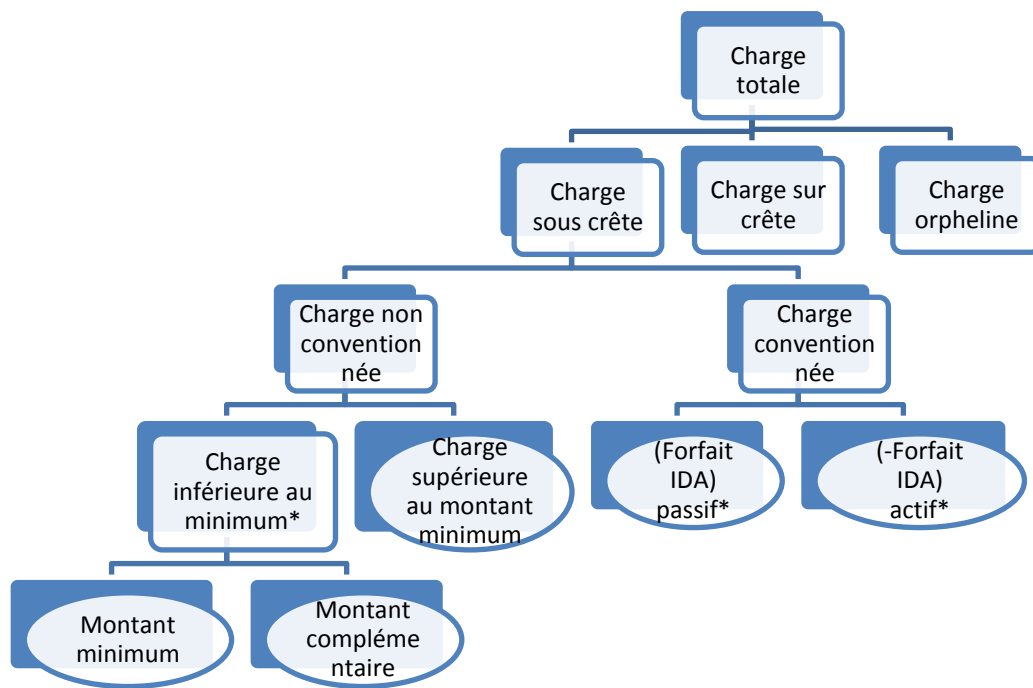 Charge
totale
Charge
sous crête
Charge sur
crête
Charge
orpheline
Charge non
convention
née
Charge
convention
née
Charge
inférieure au
minimum*
Charge
supérieure
au montant
minimum
(Forfait
IDA)
passif*
(-Forfait
IDA)
actif*
Montant
minimum
Montant
compléme
ntaire